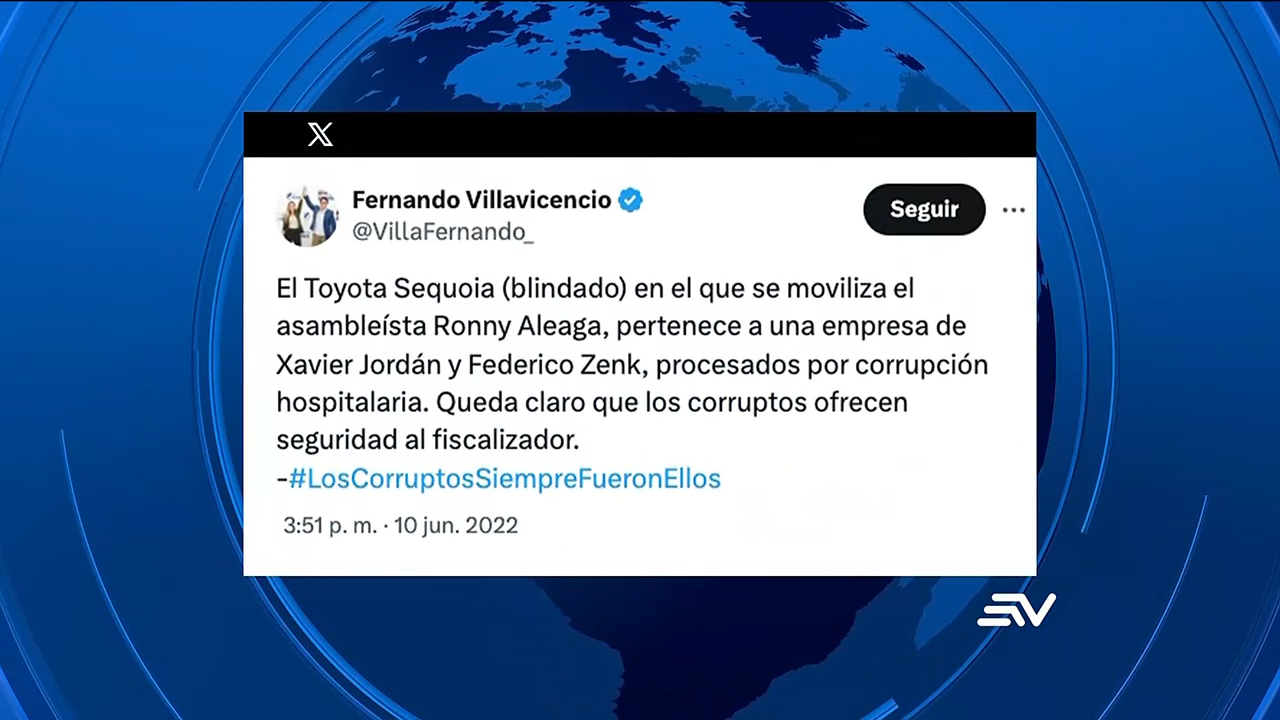 X
Fernando Villavicencio
@VillaFernando_
Seguir
El Toyota Sequoia (blindado) en el que se moviliza el
asambleísta Ronny Aleaga, pertenece a una empresa de
Xavier Jordán y Federico Zenk, procesados por corrupción
hospitalaria. Queda claro que los corruptos ofrecen
seguridad al fiscalizador.
-#LosCorruptosSiempreFueronEllos
3:51 p. m. · 10 jun. 2022
EV